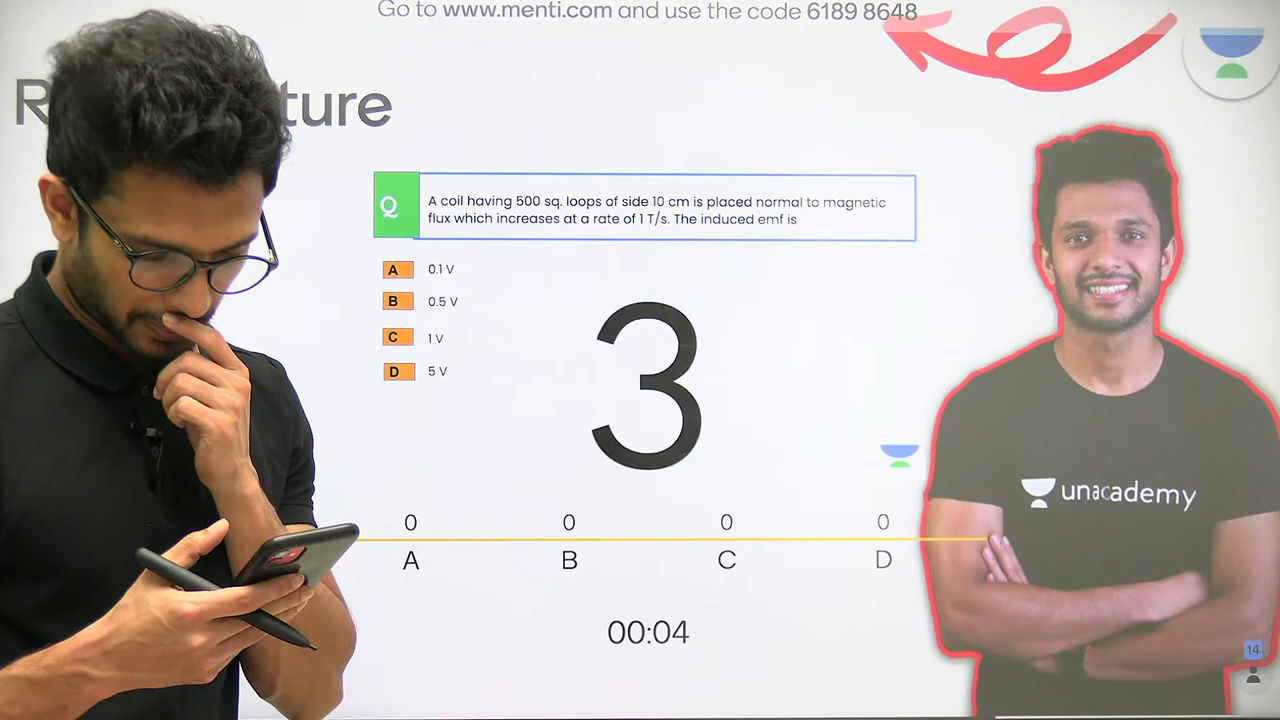 Go to www.menti.com and use the code 6189 8648
ture
Q
A coil having 500 sq. loops of side 10 cm is placed normal to magnetic
flux which increases at a rate of 1 T/s. The induced emf is
A 0.1 V
B 0.5 V
C 1 V
D 5 V
3
unacademy
0 0 0 0
A B C D
00:04
14